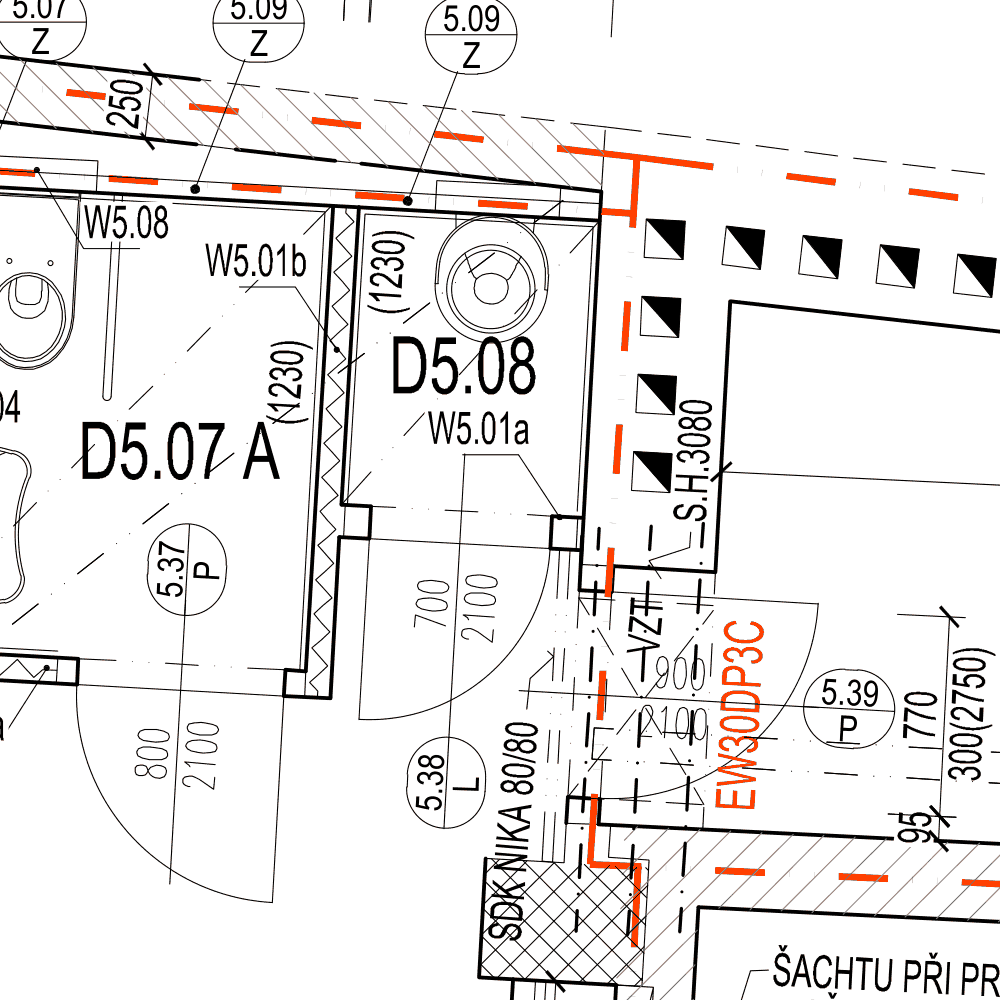 5.07
Z
5.09
Z
5.09
Z
250
W5.08
W5.01b
(1230)
(1230)
D5.08
W5.01a
04
D5.07 A
S.H.3080
5.37
P
700
2100
VZT
900
2100
EW30DP3C
5.39
P
770
300(2750)
95
800
2100
5.38
L
SDK NIKA 80/80
a
ŠACHTU PŘI PR